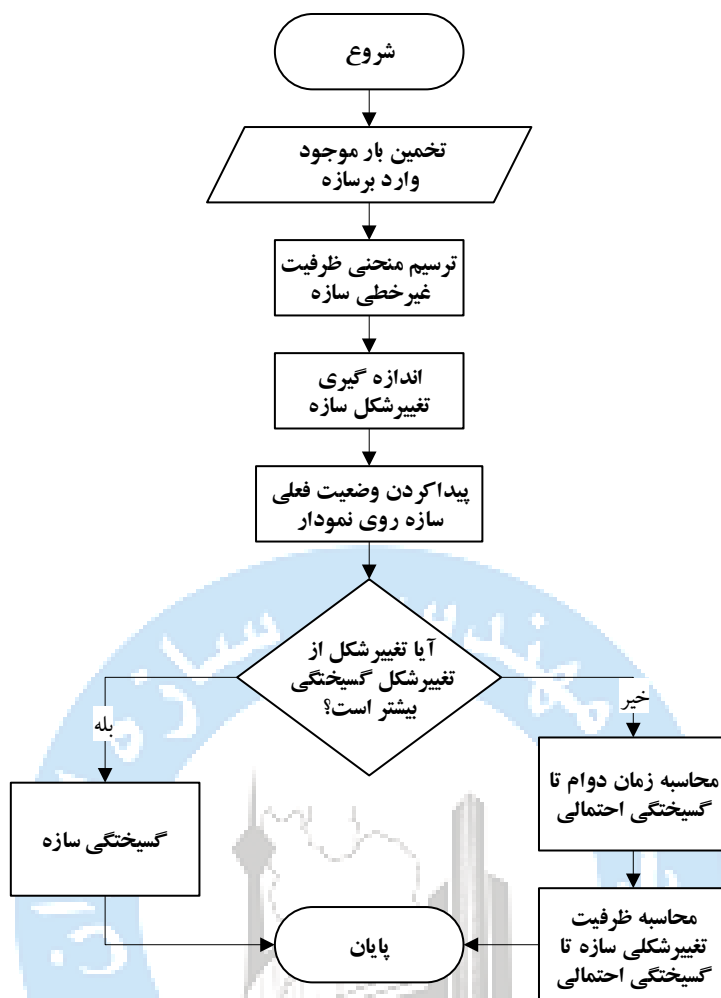 شروع
تخمین بار موجود
وارد برسازه
ترسیم منحنی ظرفیت
غیرخطی سازه
اندازه گیری
تغییرشکل سازه
پیداکردن وضعیت فعلی
سازه روی نمودار
آیا تغییرشکل از
تغییرشکل گسیختگی
بیشتر است؟
خیر
بله
محاسبه زمان دوام تا
گسیختگی احتمالی
گسیختگی سازه
محاسبه ظرفیت
تغییرشکلی سازه تا
گسیختگی احتمالی
پایان
مهندسی سازه